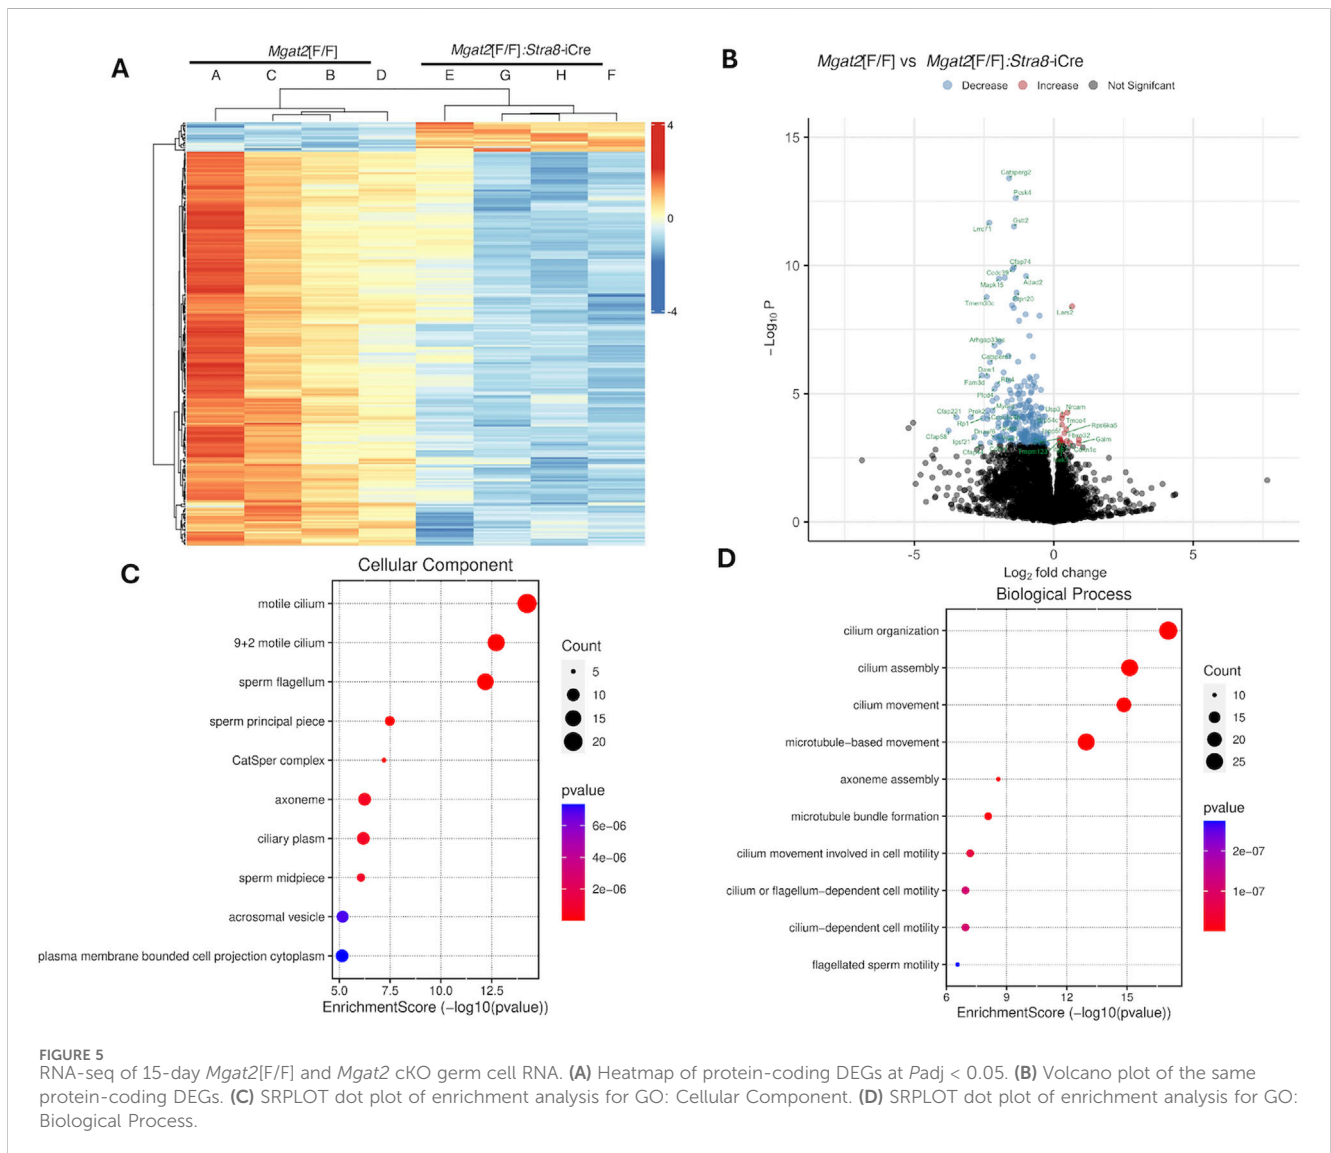 A
Mgat2[F/F]
Mgat2[F/F]:Stra8-iCre
A C B D E G H F
4
0
-4
B
Mgat2[F/F] vs Mgat2[F/F]:Stra8-iCre
Decrease Increase Not Signifcant
− Log10 P
15
10
5
0
Catsperg2
Pcsk4
Gstt2
Lrrc71
Cfap74
Ccdc39
Mapk15
Adad2
Tmem30c
Lars2
Daw1
Fam3d
Plcd4
Cfap221
Prok2
Rp1
Cfap58
Usp3
Nrcam
Tmco4
Rps6ka6
Galm
-5 0 5
Log2 fold change
C
Cellular Component
motile cilium
9+2 motile cilium
sperm flagellum
sperm principal piece
CatSper complex
axoneme
ciliary plasm
sperm midpiece
acrosomal vesicle
plasma membrane bounded cell projection cytoplasm
5.0 7.5 10.0 12.5
EnrichmentScore (−log10(pvalue))
Count
5
10
15
20
pvalue
6e−06
4e−06
2e−06
D
Biological Process
cilium organization
cilium assembly
cilium movement
microtubule−based movement
axoneme assembly
microtubule bundle formation
cilium movement involved in cell motility
cilium or flagellum−dependent cell motility
cilium−dependent cell motility
flagellated sperm motility
6 9 12 15
EnrichmentScore (−log10(pvalue))
Count
10
15
20
25
pvalue
2e−07
1e−07
FIGURE 5
RNA-seq of 15-day Mgat2[F/F] and Mgat2 cKO germ cell RNA. (A) Heatmap of protein-coding DEGs at Padj < 0.05. (B) Volcano plot of the same
protein-coding DEGs. (C) SRPLOT dot plot of enrichment analysis for GO: Cellular Component. (D) SRPLOT dot plot of enrichment analysis for GO:
Biological Process.